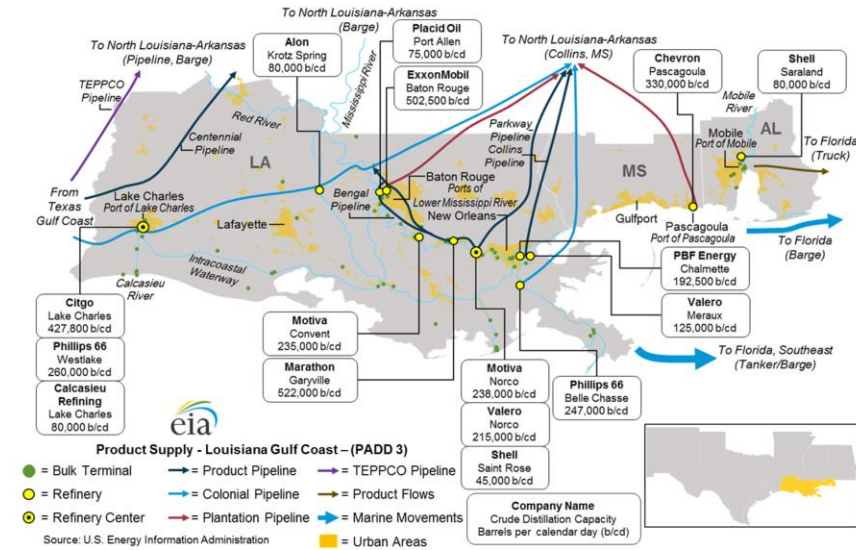 To North Louisiana-Arkansas
(Pipeline, Barge)
To North Louisiana-Arkansas
(Barge)
To North Louisiana-Arkansas
(Collins, MS)
Alon
Krotz Spring
80,000 b/cd
Placid Oil
Port Allen
75,000 b/cd
ExxonMobil
Baton Rouge
502,500 b/cd
Chevron
Pascagoula
330,000 b/cd
Shell
Saraland
80,000 b/cd
TEPPCO
Pipeline
Centennial
Pipeline
Red River
Mississippi River
LA
Parkway
Pipeline
Collins
Pipeline
MS
Mobile
River
AL
Mobile
Port of Mobile
To Florida
(Truck)
From
Texas
Gulf Coast
Lake Charles
Port of Lake Charles
Lafayette
Bengal
Pipeline
Baton Rouge
Ports of
Lower Mississippi River
New Orleans
Gulfport
Pascagoula
Port of Pascagoula
To Florida
(Barge)
Intracoastal
Waterway
Calcasieu
River
Citgo
Lake Charles
427,800 b/cd
Phillips 66
Westlake
260,000 b/cd
Calcasieu
Refining
Lake Charles
80,000 b/cd
Motiva
Convent
235,000 b/cd
Marathon
Garyville
522,000 b/cd
Motiva
Norco
238,000 b/cd
Valero
Norco
215,000 b/cd
Shell
Saint Rose
45,000 b/cd
Phillips 66
Belle Chasse
247,000 b/cd
PBF Energy
Chalmette
192,500 b/cd
Valero
Meraux
125,000 b/cd
To Florida, Southeast
(Tanker/Barge)
eia
Product Supply - Louisiana Gulf Coast – (PADD 3)
= Bulk Terminal
= Product Pipeline
= TEPPCO Pipeline
= Refinery
= Colonial Pipeline
= Product Flows
= Refinery Center
= Plantation Pipeline
= Marine Movements
Source: U.S. Energy Information Administration
= Urban Areas
Company Name
Crude Distillation Capacity
Barrels per calendar day (b/cd)